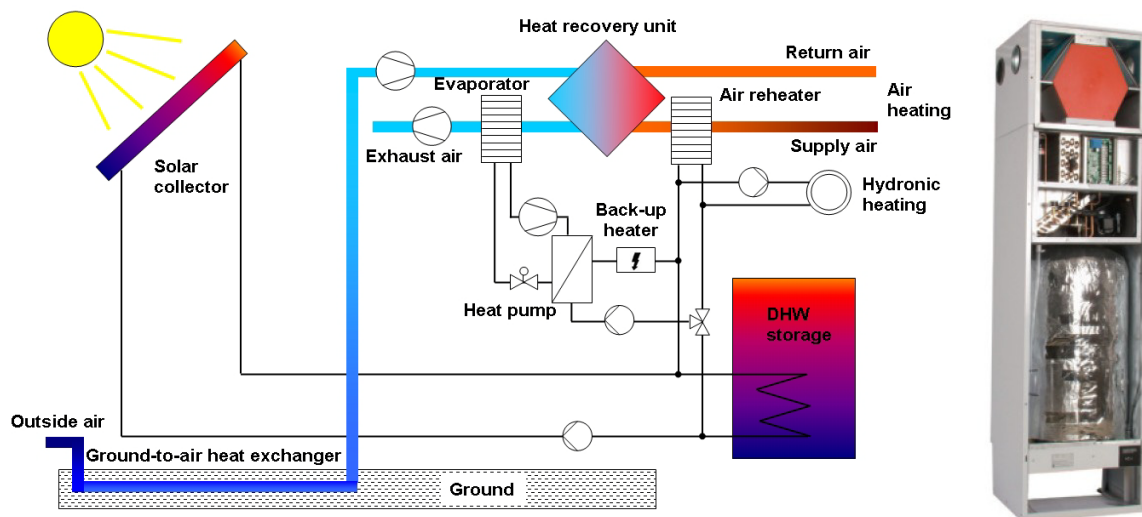 Heat recovery unit
Return air
Evaporator
Air reheater
Air
heating
Exhaust air
Supply air
Solar
collector
Hydronic
heating
Back-up
heater
Heat pump
DHW
storage
Outside air
Ground-to-air heat exchanger
Ground